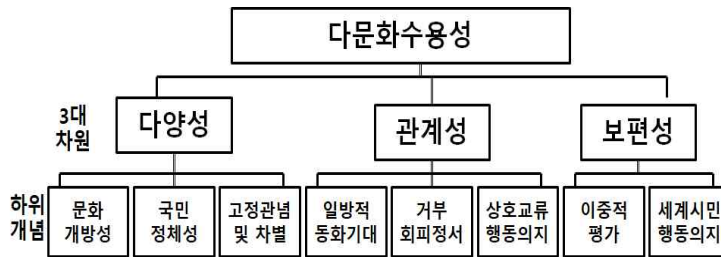 다문화수용성
3대
차원
다양성
관계성
보편성
하위
개념
문화
개방성
국민
정체성
고정관념
및 차별
일방적
동화기대
거부
회피정서
상호교류
행동의지
이중적
평가
세계시민
행동의지